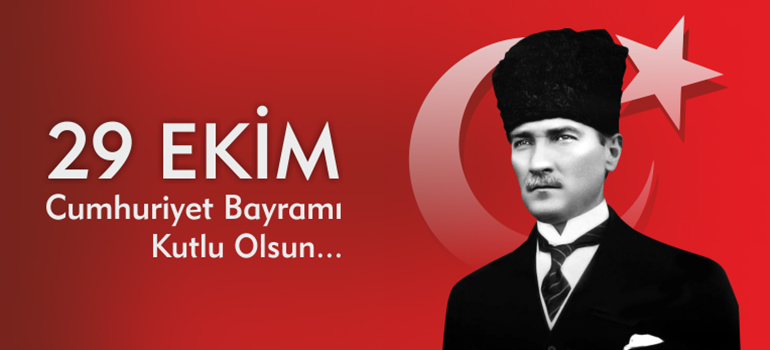 29 EKİM
Cumhuriyet Bayramı
Kutlu Olsun...